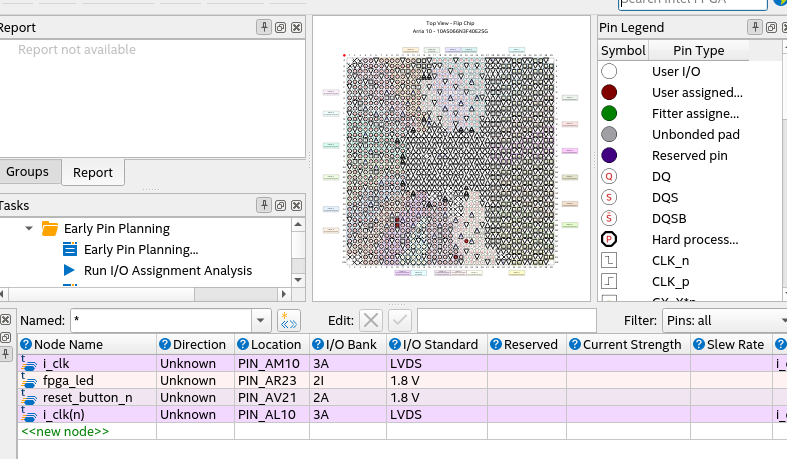 Search Intel FPGA
Report
Report not available
Groups
Report
Tasks
Early Pin Planning
Early Pin Planning...
Run I/O Assignment Analysis
Top View - Flip Chip
Arria 10 - 10AS066N3F40E2SG
Pin Legend
Symbol Pin Type
User I/O
User assigned...
Fitter assigne...
Unbonded pad
Reserved pin
Q DQ
S DQS
S DQSB
P Hard process...
CLK_n
CLK_p
Named: * Edit: Filter: Pins: all
Node Name Direction Location I/O Bank I/O Standard Reserved Current Strength Slew Rate
i_clk Unknown PIN_AM10 3A LVDS
fpga_led Unknown PIN_AR23 2I 1.8 V
reset_button_n Unknown PIN_AV21 2A 1.8 V
i_clk(n) Unknown PIN_AL10 3A LVDS
<<new node>>